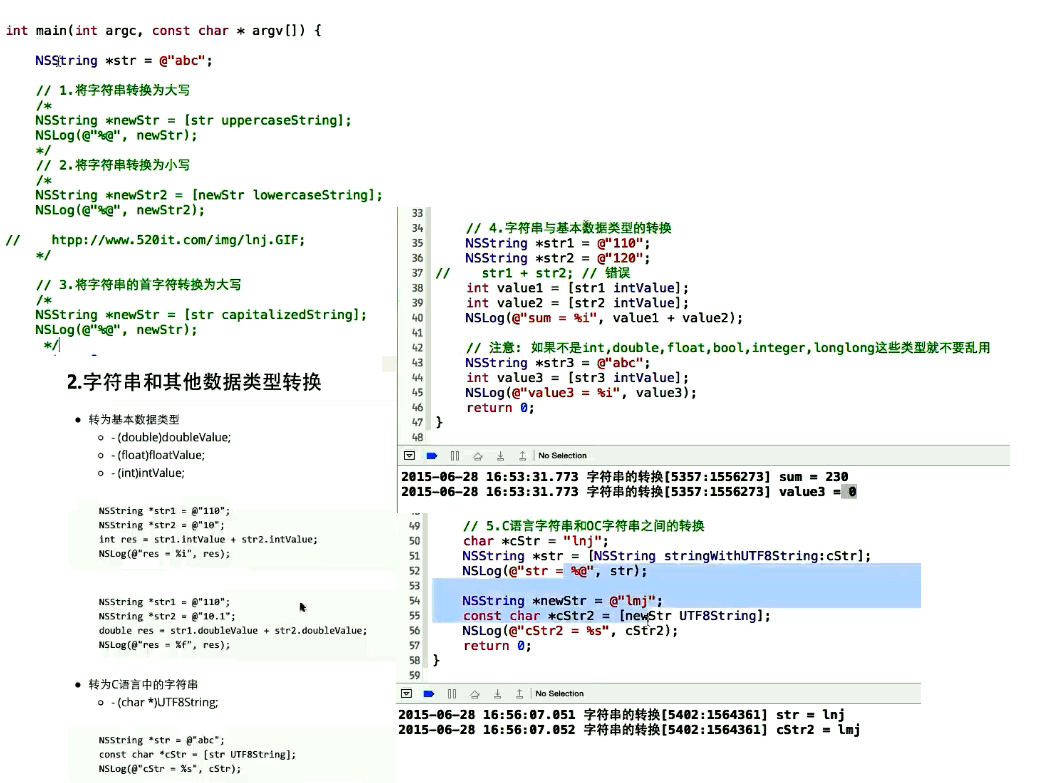 int main(int argc, const char * argv[]) {
NSString *str = @"abc";
// 1.将字符串转换为大写
/*
NSString *newStr = [str uppercaseString];
NSLog(@"%@", newStr);
*/
// 2.将字符串转换为小写
/*
NSString *newStr2 = [newStr lowercaseString];
NSLog(@"%@", newStr2);
// htpp://www.520it.com/img/lnj.GIF;
*/
// 3.将字符串的首字符转换为大写
/*
NSString *newStr = [str capitalizedString];
NSLog(@"%@", newStr);
*/
2.字符串和其他数据类型转换
• 转为基本数据类型
○ - (double)doubleValue;
○ - (float)floatValue;
○ - (int)intValue;
NSString *str1 = @"110";
NSString *str2 = @"10";
int res = str1.intValue + str2.intValue;
NSLog(@"res = %i", res);
NSString *str1 = @"110";
NSString *str2 = @"10.1";
double res = str1.doubleValue + str2.doubleValue;
NSLog(@"res = %f", res);
• 转为C语言中的字符串
○ - (char *)UTF8String;
NSString *str = @"abc";
const char *cStr = [str UTF8String];
NSLog(@"cStr = %s", cStr);
33
34 // 4.字符串与基本数据类型的转换
35 NSString *str1 = @"110";
36 NSString *str2 = @"120";
37 // str1 + str2; // 错误
38 int value1 = [str1 intValue];
39 int value2 = [str2 intValue];
40 NSLog(@"sum = %i", value1 + value2);
41
42 // 注意: 如果不是int,double,float,bool,integer,longlong这些类型就不要乱用
43 NSString *str3 = @"abc";
44 int value3 = [str3 intValue];
45 NSLog(@"value3 = %i", value3);
46 return 0;
47 }
48
No Selection
2015-06-28 16:53:31.773 字符串的转换[5357:1556273] sum = 230
2015-06-28 16:53:31.773 字符串的转换[5357:1556273] value3 = 0
49 // 5.C语言字符串和OC字符串之间的转换
50 char *cStr = "lnj";
51 NSString *str = [NSString stringWithUTF8String:cStr];
52 NSLog(@"str = %@", str);
53
54 NSString *newStr = @"lmj";
55 const char *cStr2 = [newStr UTF8String];
56 NSLog(@"cStr2 = %s", cStr2);
57 return 0;
58 }
59
No Selection
2015-06-28 16:56:07.051 字符串的转换[5402:1564361] str = lnj
2015-06-28 16:56:07.052 字符串的转换[5402:1564361] cStr2 = lmj